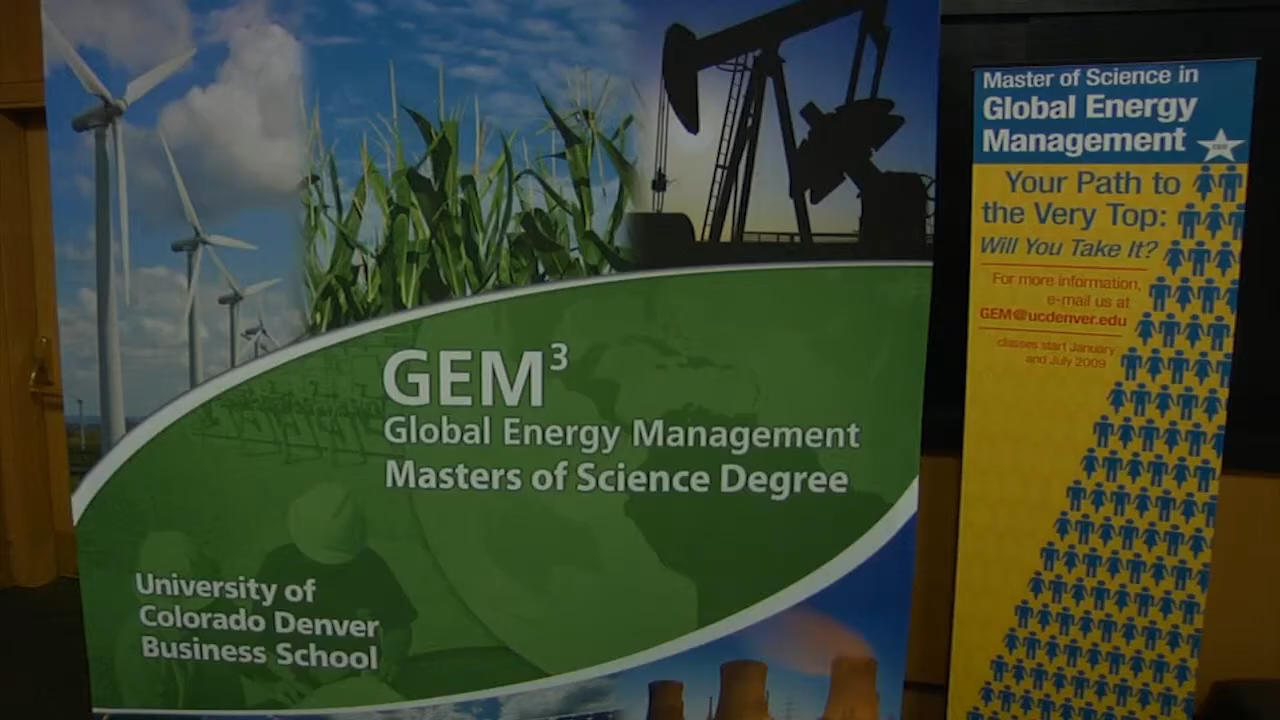 GEM³
Global Energy Management
Masters of Science Degree
University of
Colorado Denver
Business School
Master of Science in
Global Energy
Management
Your Path to
the Very Top:
Will You Take It?
For more information,
e-mail us at
GEM@ucdenver.edu
classes start January
and July 2009